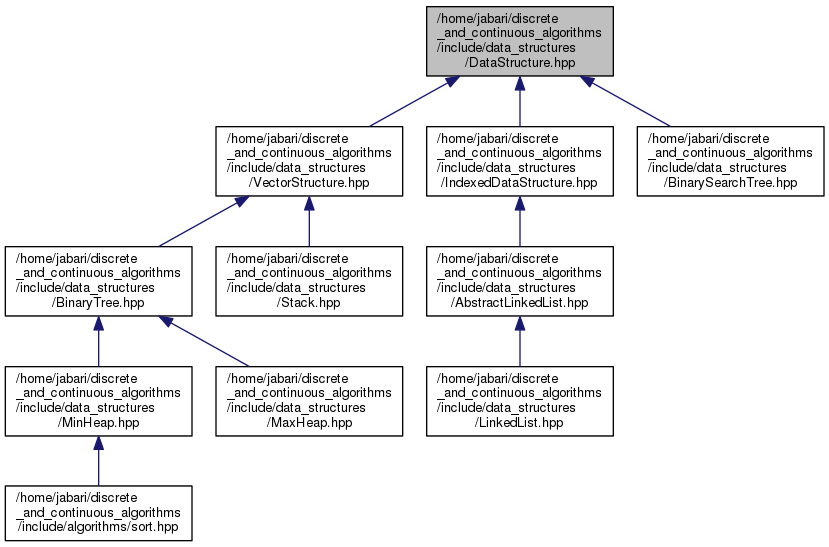 /home/jabari/discrete
_and_continuous_algorithms
/include/data_structures
/DataStructure.hpp
/home/jabari/discrete
_and_continuous_algorithms
/include/data_structures
/VectorStructure.hpp
/home/jabari/discrete
_and_continuous_algorithms
/include/data_structures
/IndexedDataStructure.hpp
/home/jabari/discrete
_and_continuous_algorithms
/include/data_structures
/BinarySearchTree.hpp
/home/jabari/discrete
_and_continuous_algorithms
/include/data_structures
/BinaryTree.hpp
/home/jabari/discrete
_and_continuous_algorithms
/include/data_structures
/Stack.hpp
/home/jabari/discrete
_and_continuous_algorithms
/include/data_structures
/AbstractLinkedList.hpp
/home/jabari/discrete
_and_continuous_algorithms
/include/data_structures
/MinHeap.hpp
/home/jabari/discrete
_and_continuous_algorithms
/include/data_structures
/MaxHeap.hpp
/home/jabari/discrete
_and_continuous_algorithms
/include/data_structures
/LinkedList.hpp
/home/jabari/discrete
_and_continuous_algorithms
/include/algorithms/sort.hpp